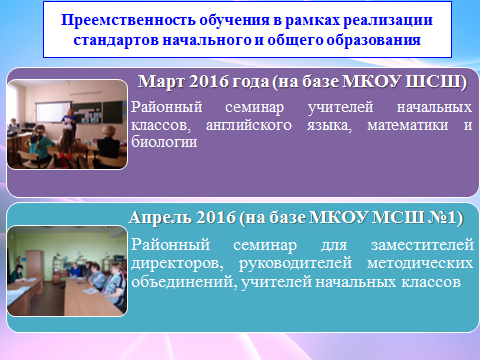 Преемственность обучения в рамках реализации
стандартов начального и общего образования
Март 2016 года (на базе МКОУ ШСШ)
Районный семинар учителей начальных
классов, английского языка, математики и
биологии
Апрель 2016 (на базе МКОУ МСШ №1)
Районный семинар для заместителей
директоров, руководителей методических
объединений, учителей начальных классов